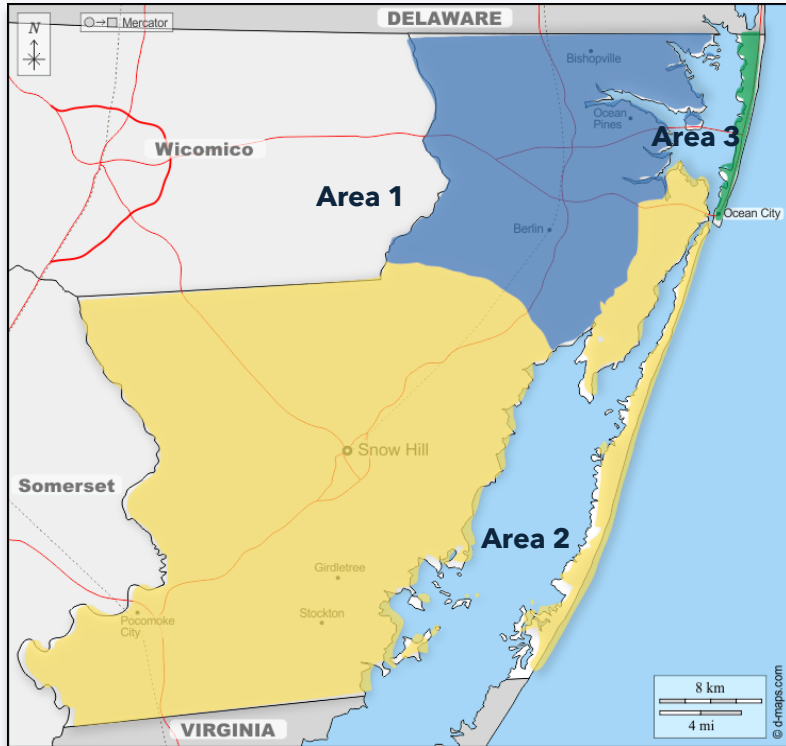 DELAWARE
N
Mercator
Bishopville
Ocean
Pines
Area 3
Wicomico
Area 1
Ocean City
Berlin
Snow Hill
Somerset
Area 2
Girdletree
Stockton
Pocomoke
City
8 km
4 mi
VIRGINIA
© d-maps.com